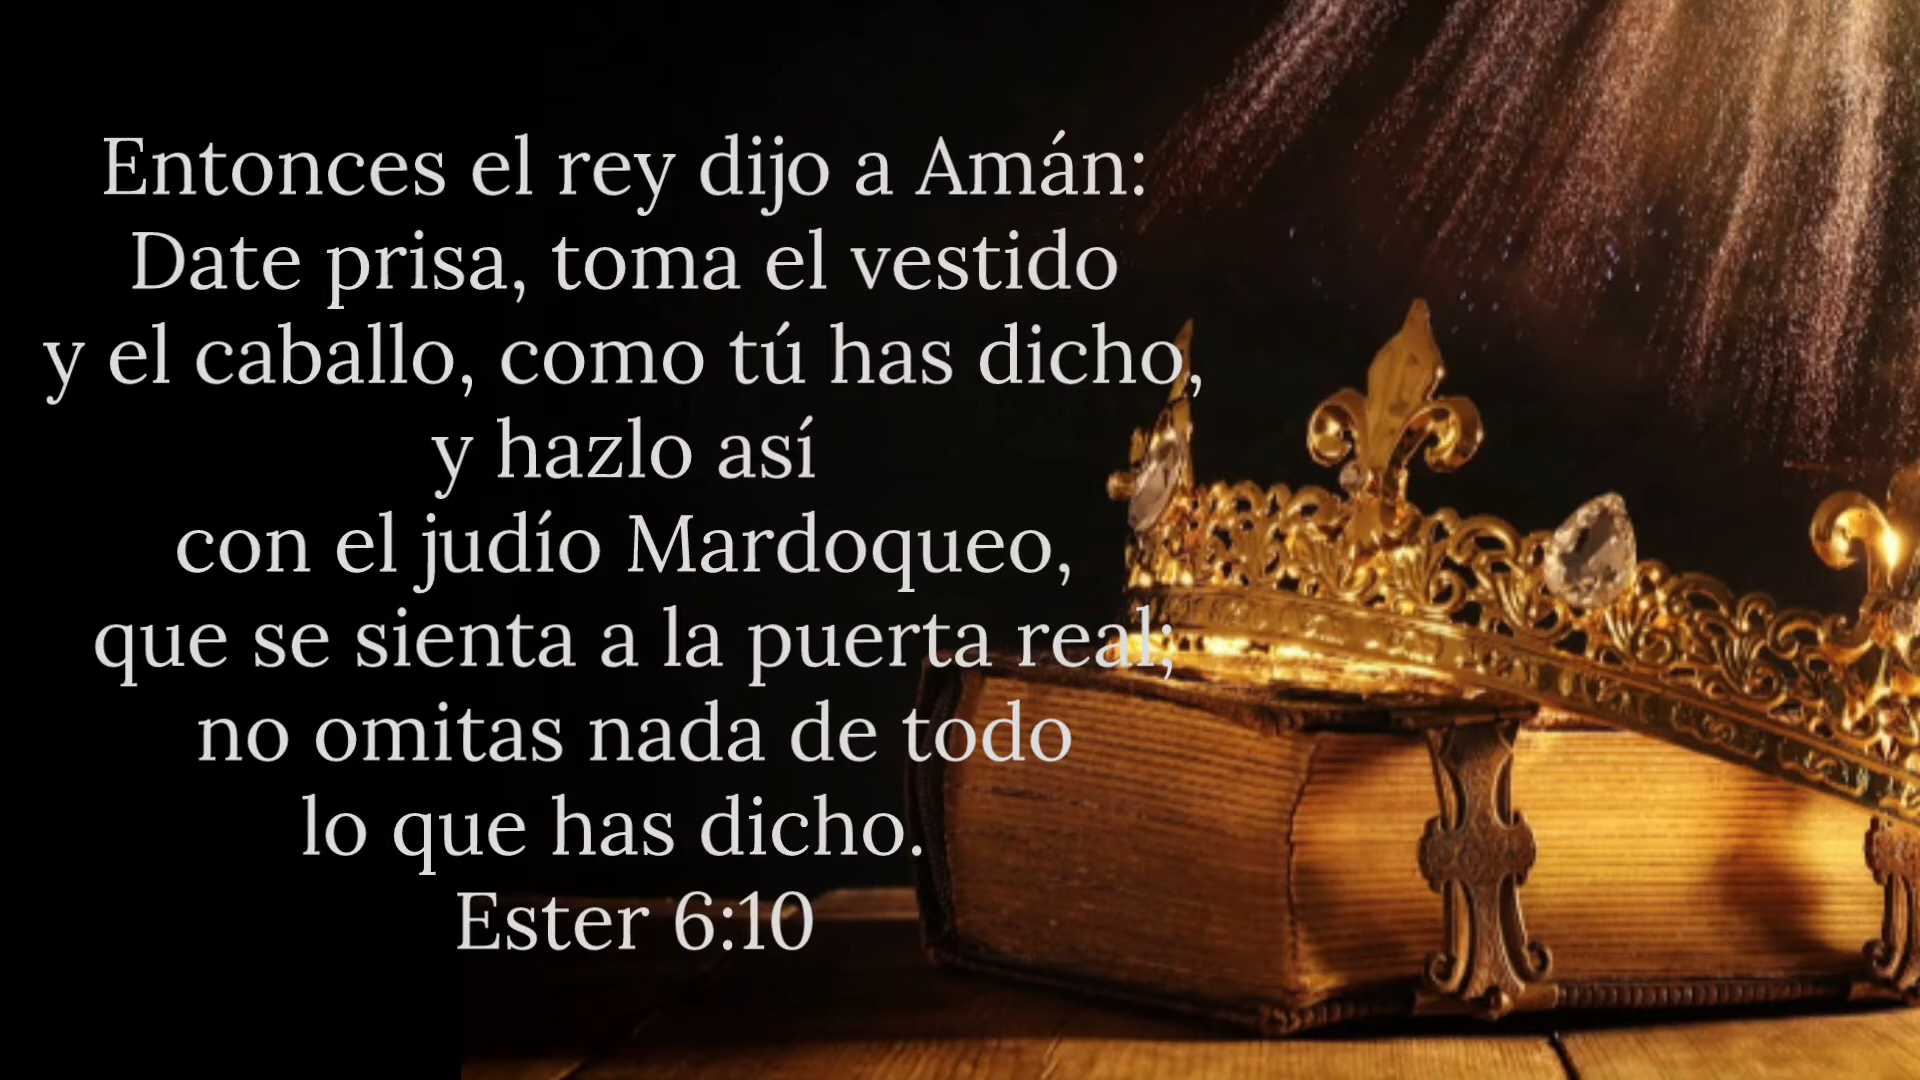 Entonces el rey dijo a Amán:
Date prisa, toma el vestido
y el caballo, como tú has dicho,
y hazlo así
con el judío Mardoqueo,
que se sienta a la puerta real;
no omitas nada de todo
lo que has dicho.
Ester 6:10